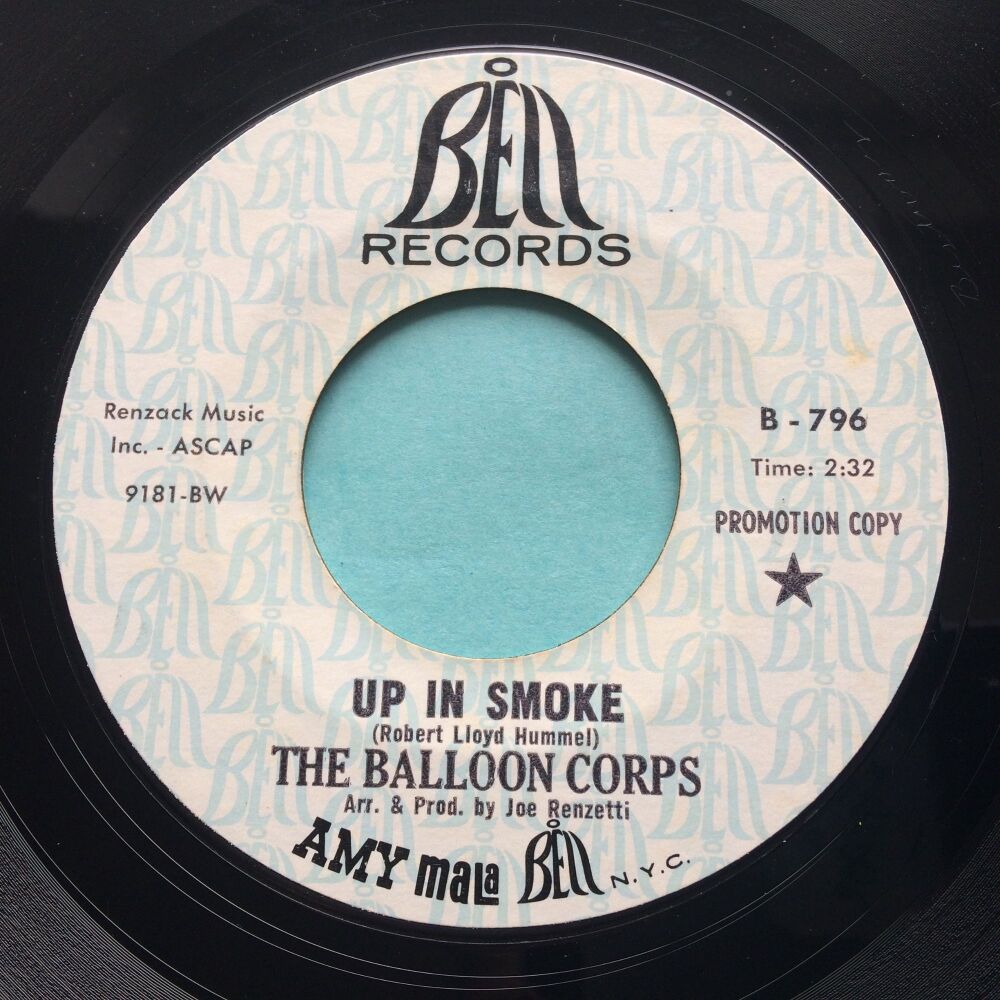 BELL
RECORDS
Renzack Music
Inc. - ASCAP
9181-BW
B - 796
Time: 2:32
PROMOTION COPY
UP IN SMOKE
(Robert Lloyd Hummel)
THE BALLOON CORPS
Arr. & Prod. by Joe Renzetti
AMY mala BELL N.Y.C.